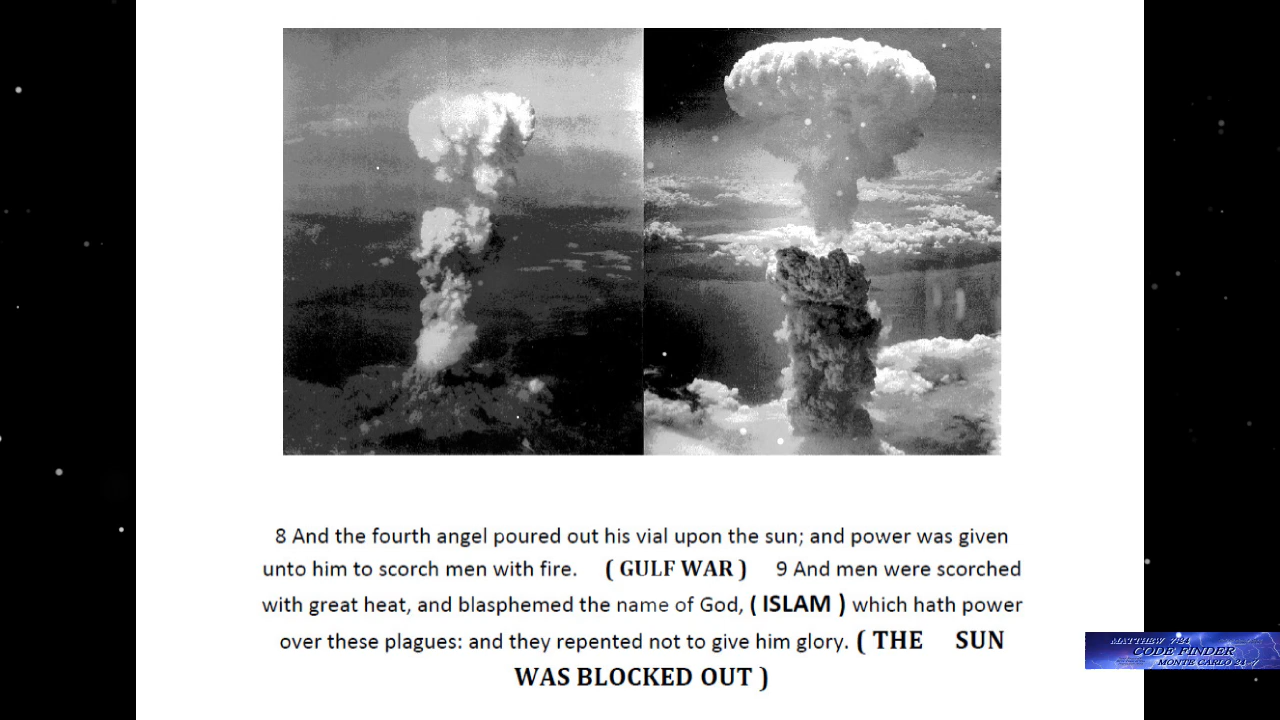 8 And the fourth angel poured out his vial upon the sun; and power was given
unto him to scorch men with fire. ( GULF WAR ) 9 And men were scorched
with great heat, and blasphemed the name of God, ( ISLAM ) which hath power
over these plagues: and they repented not to give him glory. ( THE SUN
WAS BLOCKED OUT )
MATTHEW
CODE FINDER
MONTE CARLO